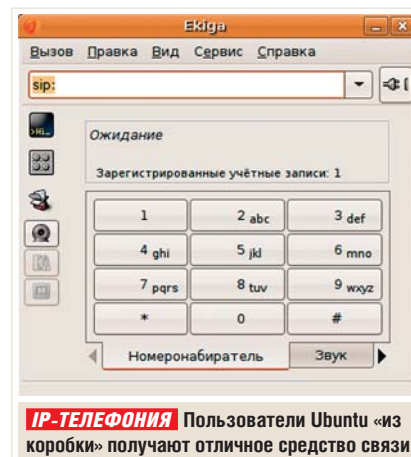 Ekiga
Вызов Правка Вид Сервис Справка
sip:
Ожидание
Зарегистрированные учётные записи: 1
1 2 abc 3 def
4 ghi 5 jkl 6 mno
7 pqrs 8 tuv 9 wxyz
* 0 #
Номеронабиратель Звук
IP-ТЕЛЕФОНИЯ Пользователи Ubuntu «из
коробки» получают отличное средство связи